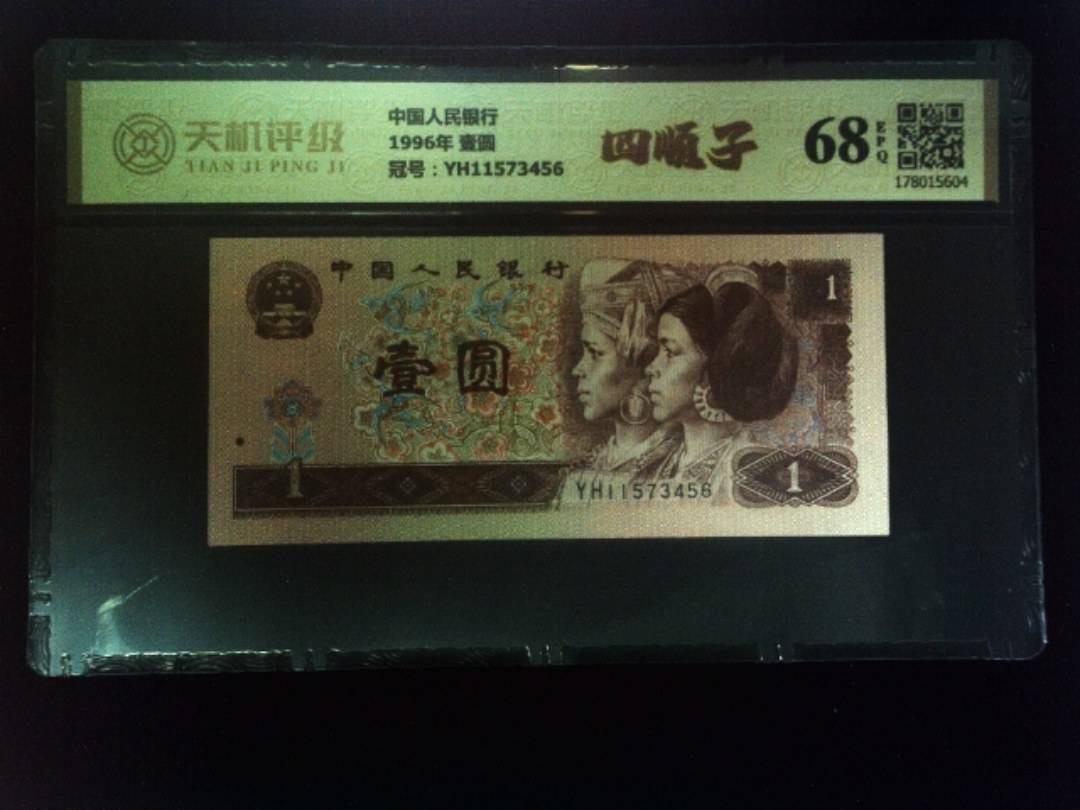 天机评级
TIAN JI PING JI
中国人民银行
1996年 壹圆
冠号：YH11573456
四顺子
68
EPQ
178015604
中国人民银行
1
壹圆
1
YH11573456
1